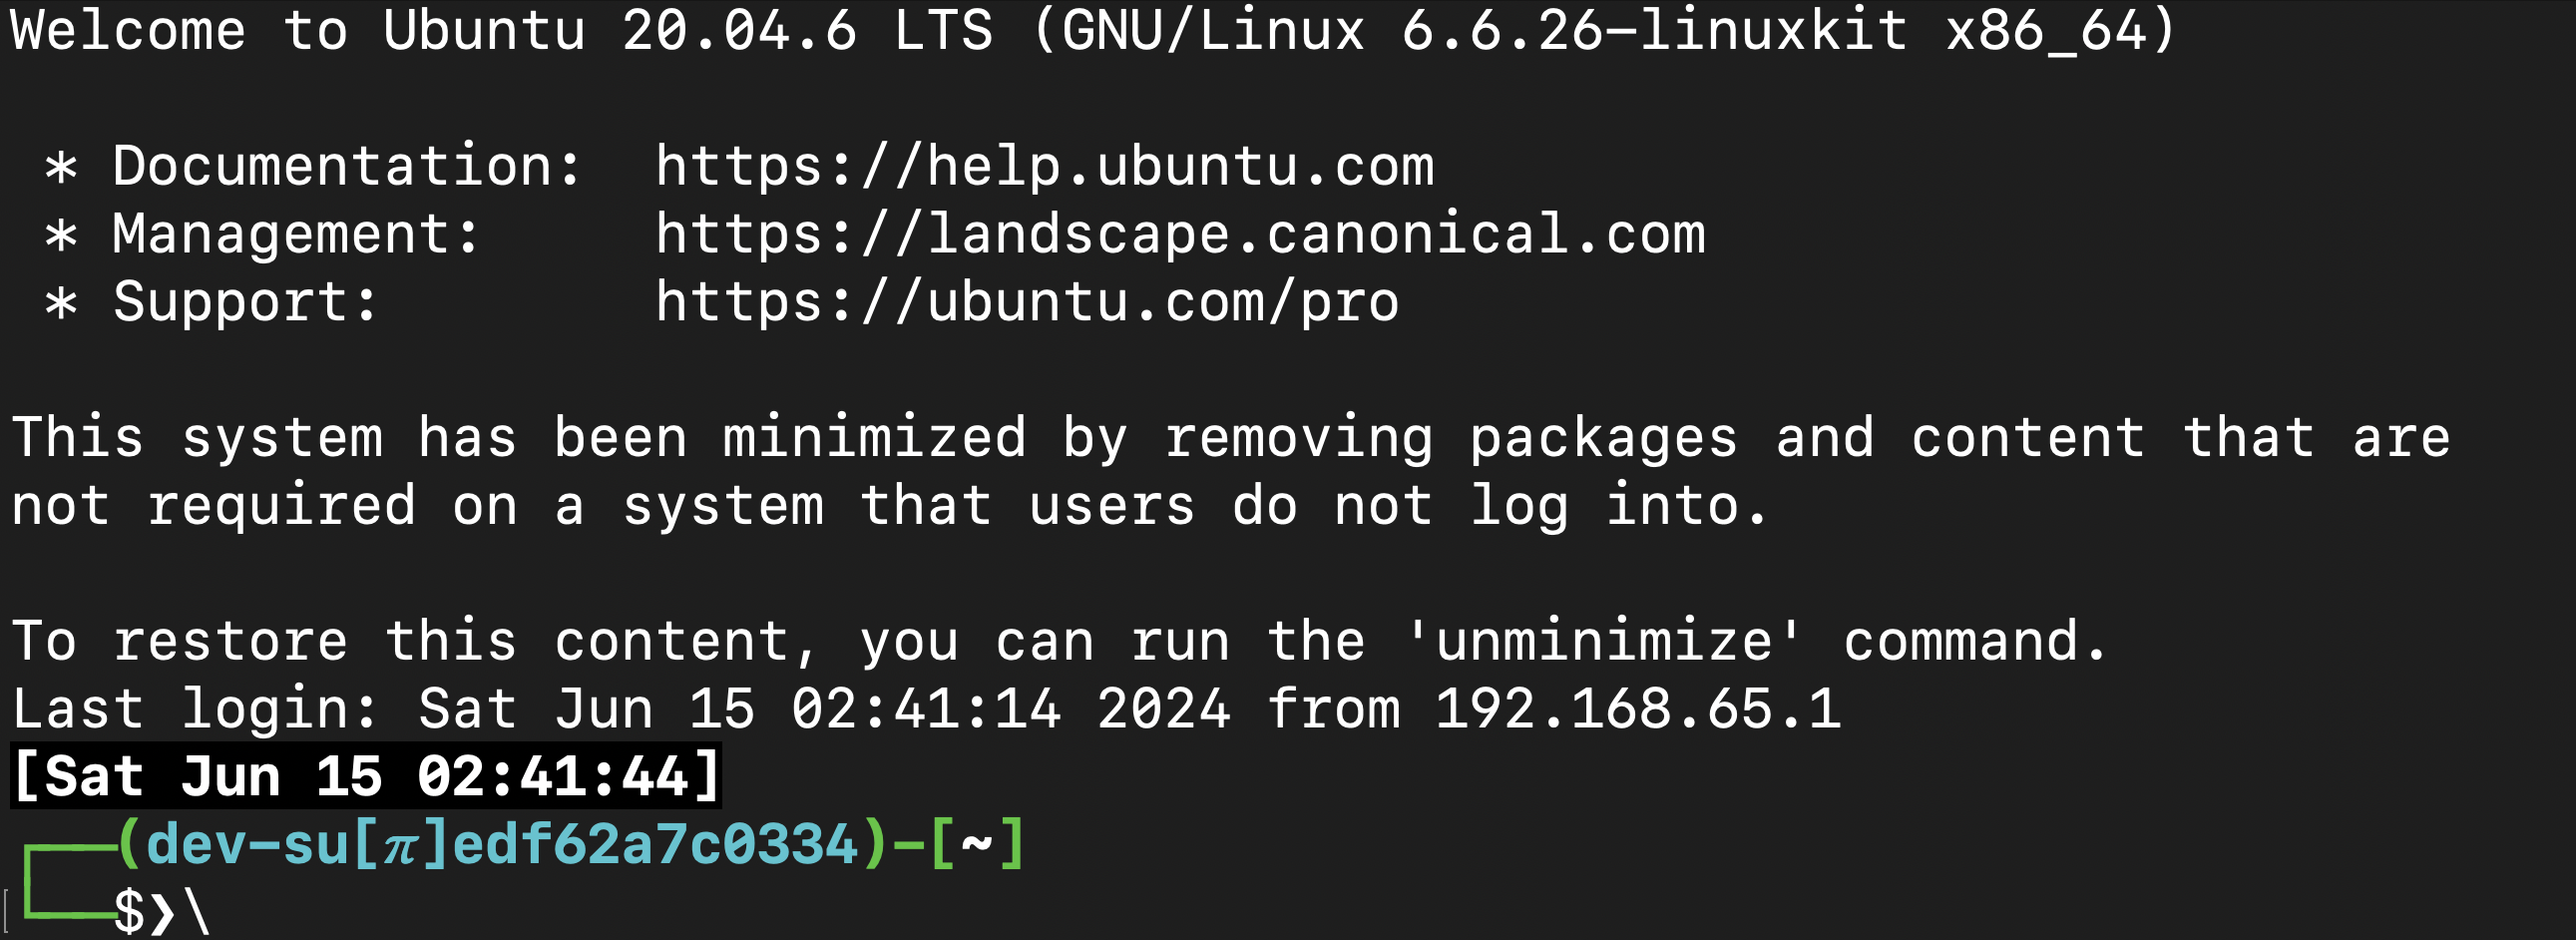 Welcome to Ubuntu 20.04.6 LTS (GNU/Linux 6.6.26-linuxkit x86_64)
* Documentation:  https://help.ubuntu.com
* Management:     https://landscape.canonical.com
* Support:        https://ubuntu.com/pro
This system has been minimized by removing packages and content that are
not required on a system that users do not log into.
To restore this content, you can run the 'unminimize' command.
Last login: Sat Jun 15 02:41:14 2024 from 192.168.65.1
[Sat Jun 15 02:41:44]
┌──(dev-su[π]edf62a7c0334)-[~]
└──$❯\